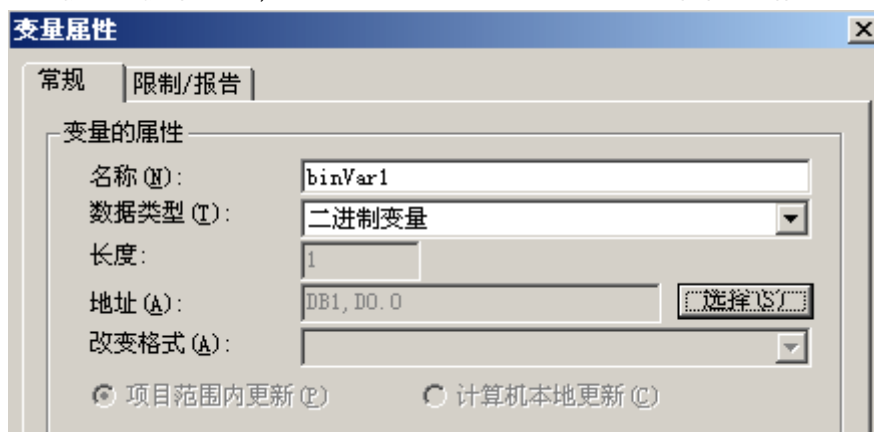 变量属性
常规 限制/报告
变量的属性
名称(N): binVar1
数据类型(T): 二进制变量
长度: 1
地址(A): DB1,D0.0 选择(S)
改变格式(A):
项目范围内更新(P) 计算机本地更新(C)